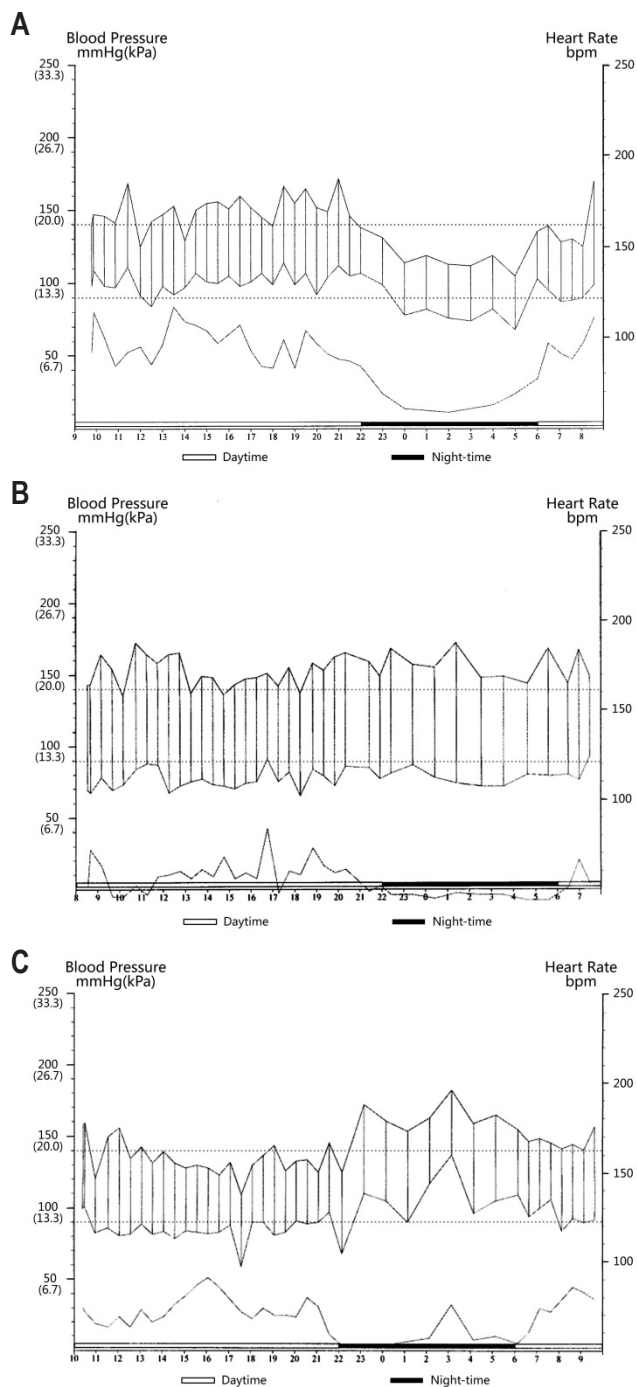 A
Blood Pressure
mmHg(kPa)
Heart Rate
bpm
250
(33.3)
200
(26.7)
150
(20.0)
100
(13.3)
50
(6.7)
250
200
150
100
9 10 11 12 13 14 15 16 17 18 19 20 21 22 23 0 1 2 3 4 5 6 7 8
Daytime
Night-time
B
Blood Pressure
mmHg(kPa)
Heart Rate
bpm
250
(33.3)
200
(26.7)
150
(20.0)
100
(13.3)
50
(6.7)
250
200
150
100
8 9 10 11 12 13 14 15 16 17 18 19 20 21 22 23 0 1 2 3 4 5 6 7
Daytime
Night-time
C
Blood Pressure
mmHg(kPa)
Heart Rate
bpm
250
(33.3)
200
(26.7)
150
(20.0)
100
(13.3)
50
(6.7)
250
200
150
100
10 11 12 13 14 15 16 17 18 19 20 21 22 23 0 1 2 3 4 5 6 7 8 9
Daytime
Night-time